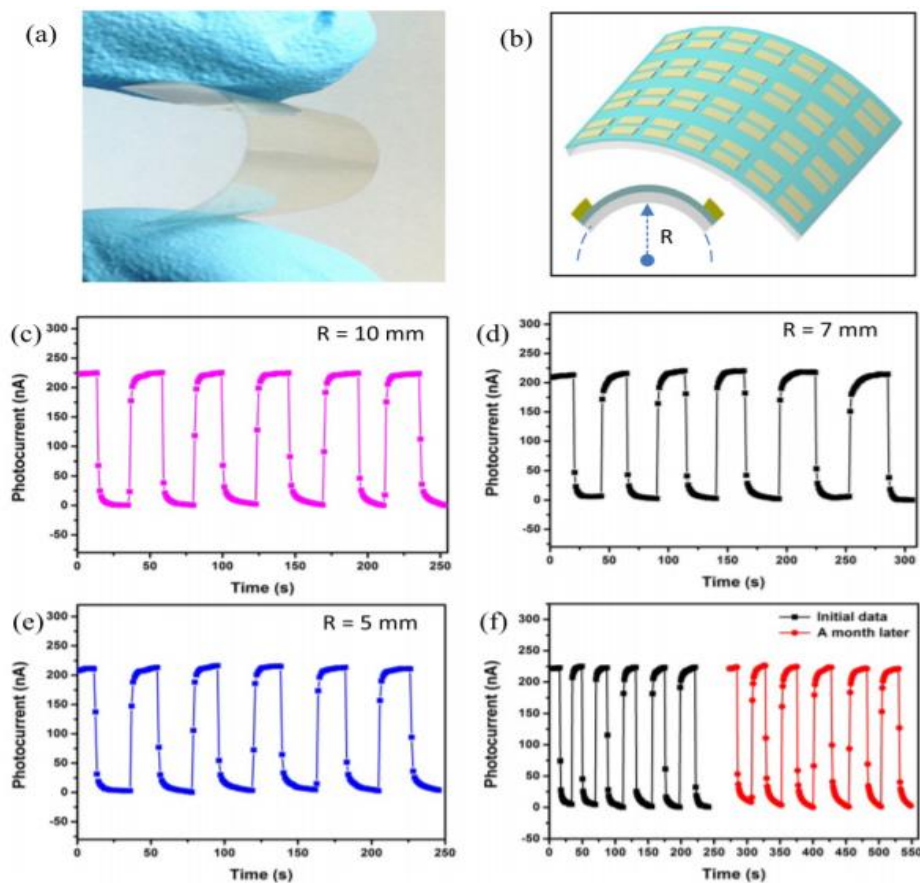 (a)
(b)
R
(c)
R = 10 mm
300
250
200
150
100
50
0
-50
Photocurrent (nA)
0 50 100 150 200 250
Time (s)
(d)
R = 7 mm
300
250
200
150
100
50
0
-50
Photocurrent (nA)
0 50 100 150 200 250 300
Time (s)
(e)
R = 5 mm
300
250
200
150
100
50
0
-50
Photocurrent (nA)
0 50 100 150 200 250
Time (s)
(f)
Initial data
A month later
300
250
200
150
100
50
0
-50
Photocurrent (nA)
0 50 100 150 200 250 300 350 400 450 500 550
Time (s)